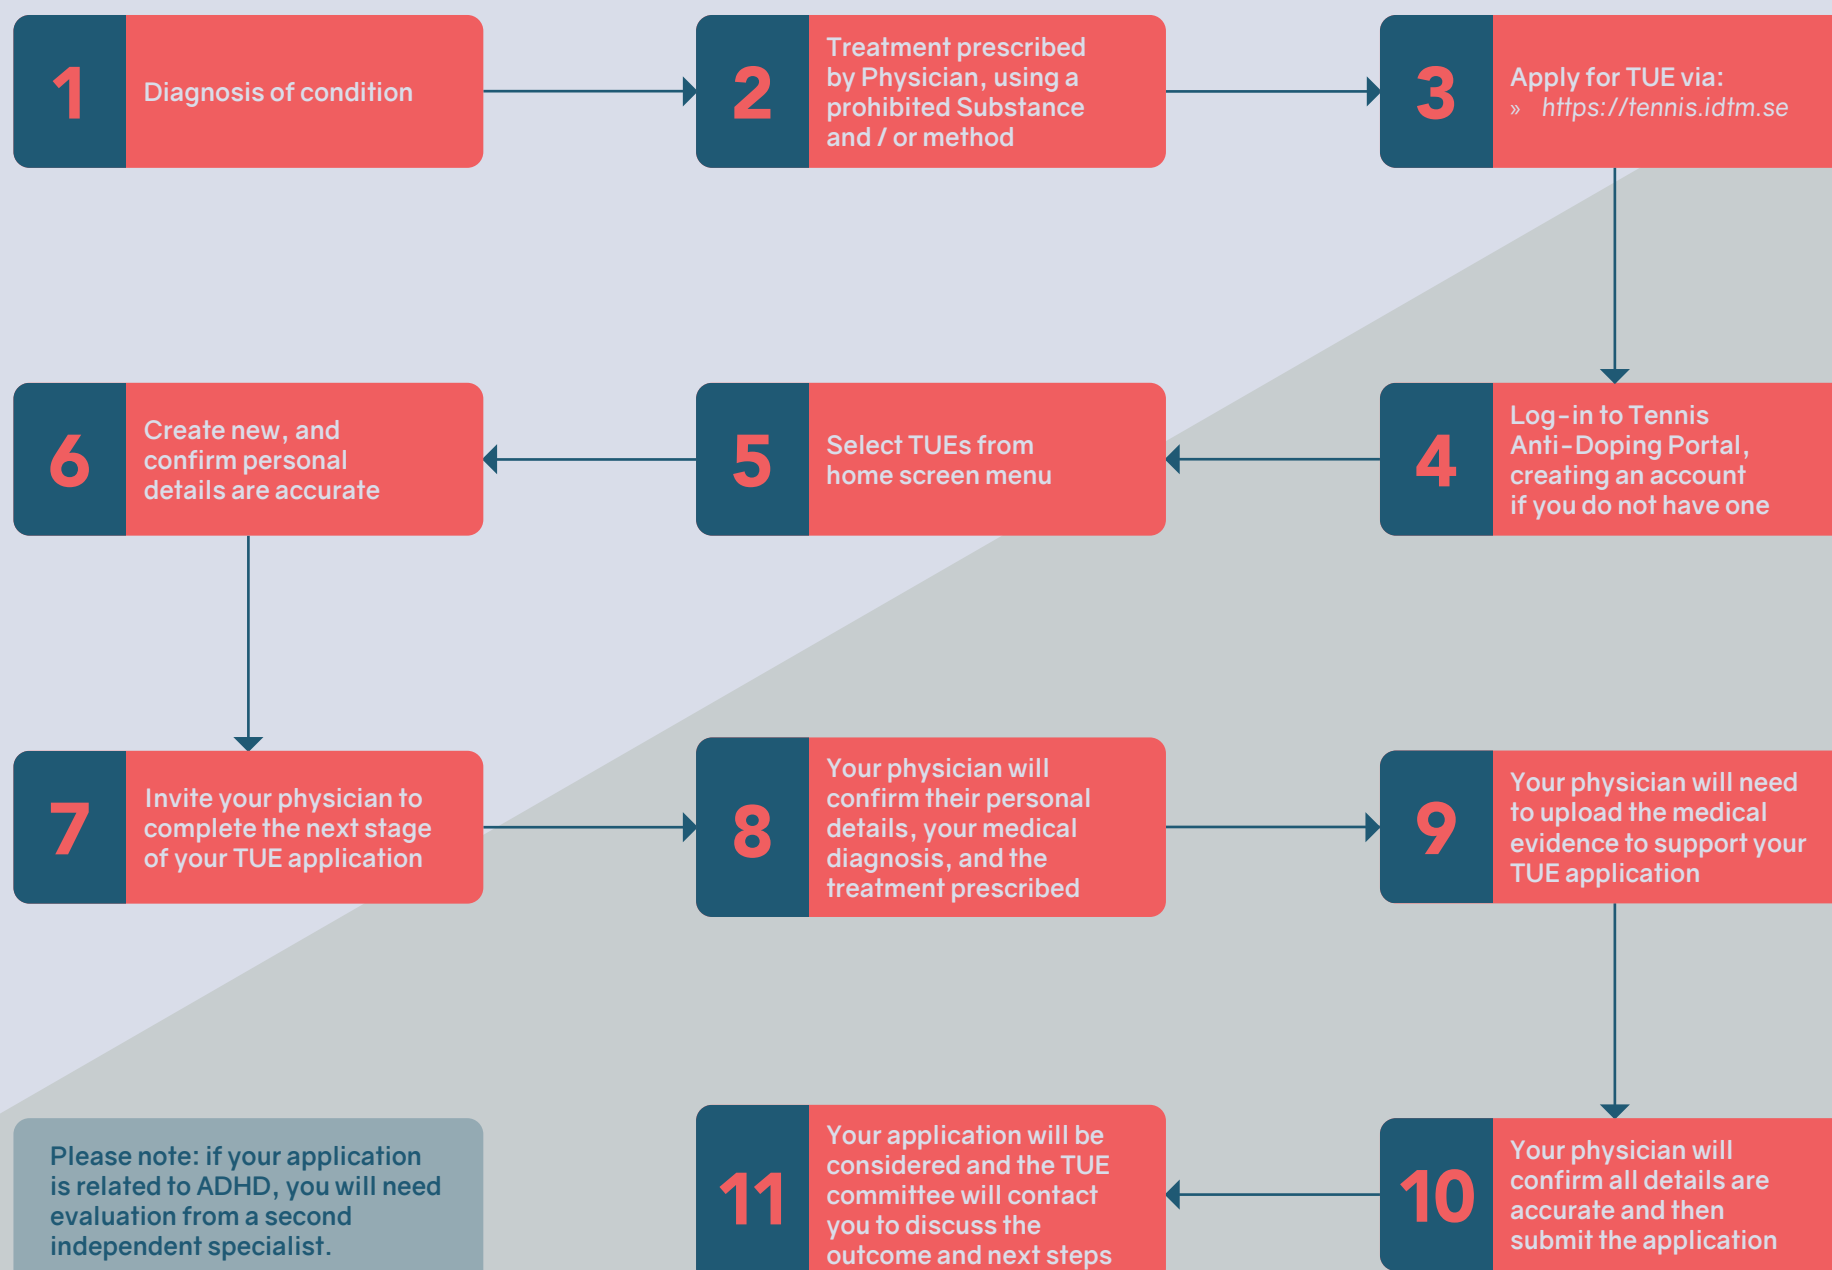 1
Diagnosis of condition
2
Treatment prescribed
by Physician, using a
prohibited Substance
and / or method
3
Apply for TUE via:
» https://tennis.idtm.se
4
Log-in to Tennis
Anti-Doping Portal,
creating an account
if you do not have one
5
Select TUEs from
home screen menu
6
Create new, and
confirm personal
details are accurate
7
Invite your physician to
complete the next stage
of your TUE application
8
Your physician will
confirm their personal
details, your medical
diagnosis, and the
treatment prescribed
9
Your physician will need
to upload the medical
evidence to support your
TUE application
10
Your physician will
confirm all details are
accurate and then
submit the application
11
Your application will be
considered and the TUE
committee will contact
you to discuss the
outcome and next steps
Please note: if your application
is related to ADHD, you will need
evaluation from a second
independent specialist.